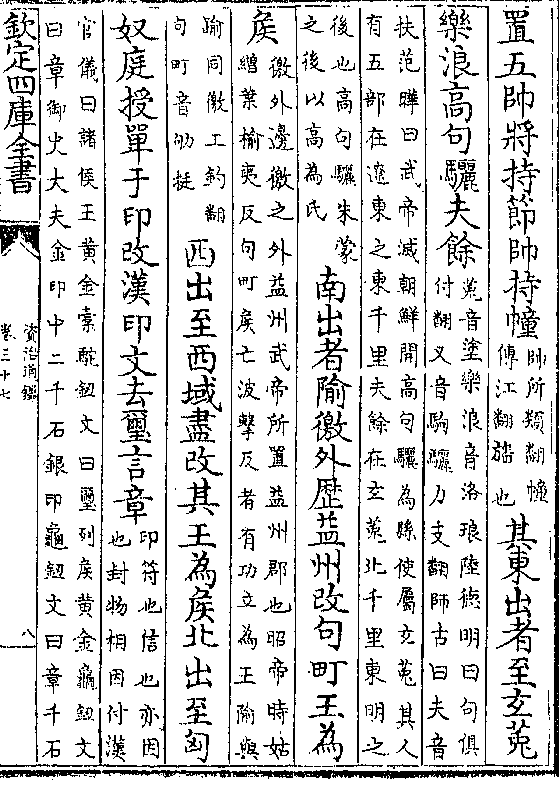 置五帥將持節帥持幢帥所類翻幢傳江翻旛也其東出者至玄菟
樂浪高句驪夫餘菟音塗樂浪音洛琅陸德明曰句俱付翻又音駒驪力支翻師古曰夫音
扶范曄曰武帝滅朝鮮開高句驪為縣使屬玄菟其人有五部在遼東之東千里夫餘在玄菟北千里東明之
後也高句驪朱蒙之後以高為氏南出者隃徼外歴益州改句町王為
矦徼外邊徼之外益州武帝所置益州郡也昭帝時姑繒葉榆夷反句町矦亡波擊反者有功立為王隃與
踰同徼工釣翻句町音劬挺西出至西域盡改其王為矦北出至匈
奴庭授單于印改漢印文去璽言章印符也信也亦因也封物相因付漢
官儀曰諸侯王黄金橐駝鈕文曰璽列矦黄金龜鈕文曰章御史大夫金印中二千石銀印龜鈕文曰章千石
欽定四庫全書
資治通鑑
卷三十七
八